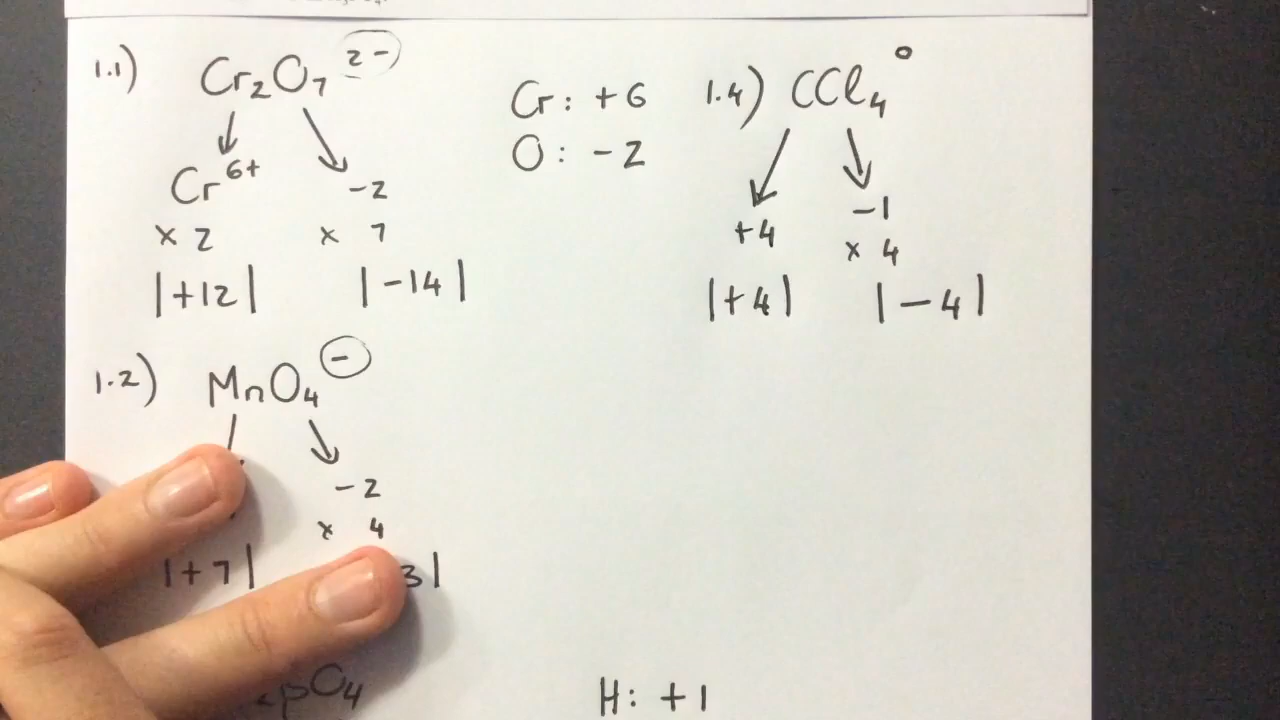 1.1) Cr2O7 2-
Cr6+ -2
x 2 x 7
|+12| |-14|
Cr: +6
O: -2
1.4) CCl4 0
+4 -1
x 4
|+4| |-4|
1.2) MnO4 -
-2
x 4
|+7| |
pO4
H: +1